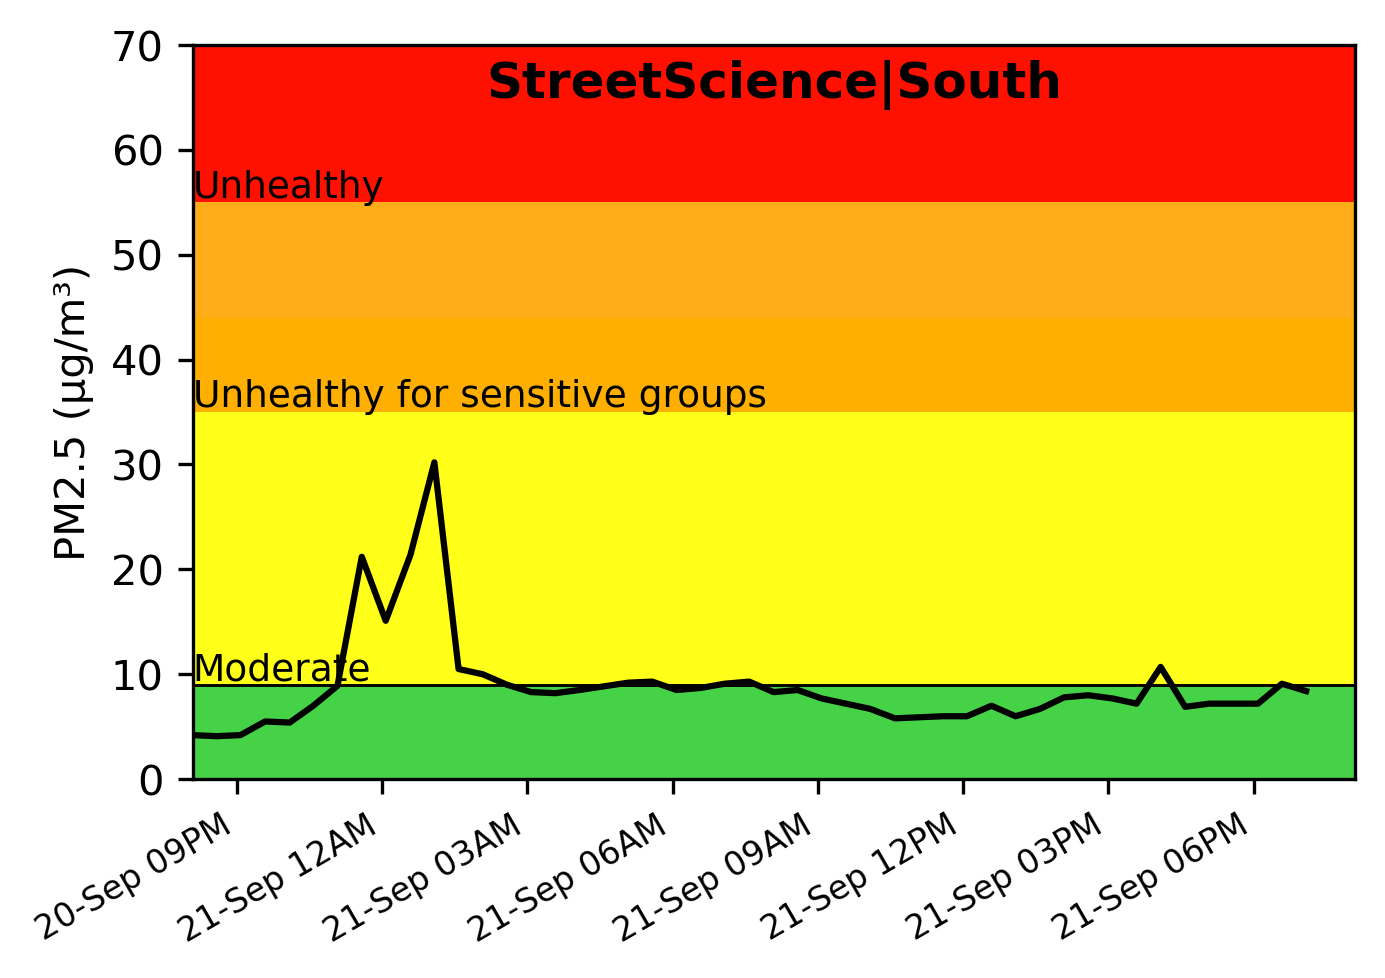 StreetScience|South
PM2.5 (µg/m³)
70
60
50
40
30
20
10
0
Unhealthy
Unhealthy for sensitive groups
Moderate
20-Sep 09PM
21-Sep 12AM
21-Sep 03AM
21-Sep 06AM
21-Sep 09AM
21-Sep 12PM
21-Sep 03PM
21-Sep 06PM